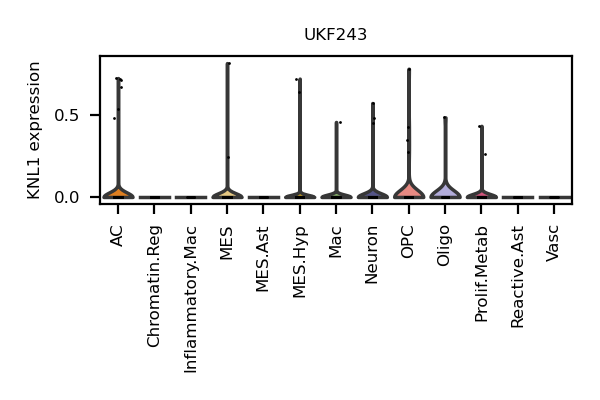 UKF243
KNL1 expression
0.5
0.0
AC
Chromatin.Reg
Inflammatory.Mac
MES
MES.Ast
MES.Hyp
Mac
Neuron
OPC
Oligo
Prolif.Metab
Reactive.Ast
Vasc